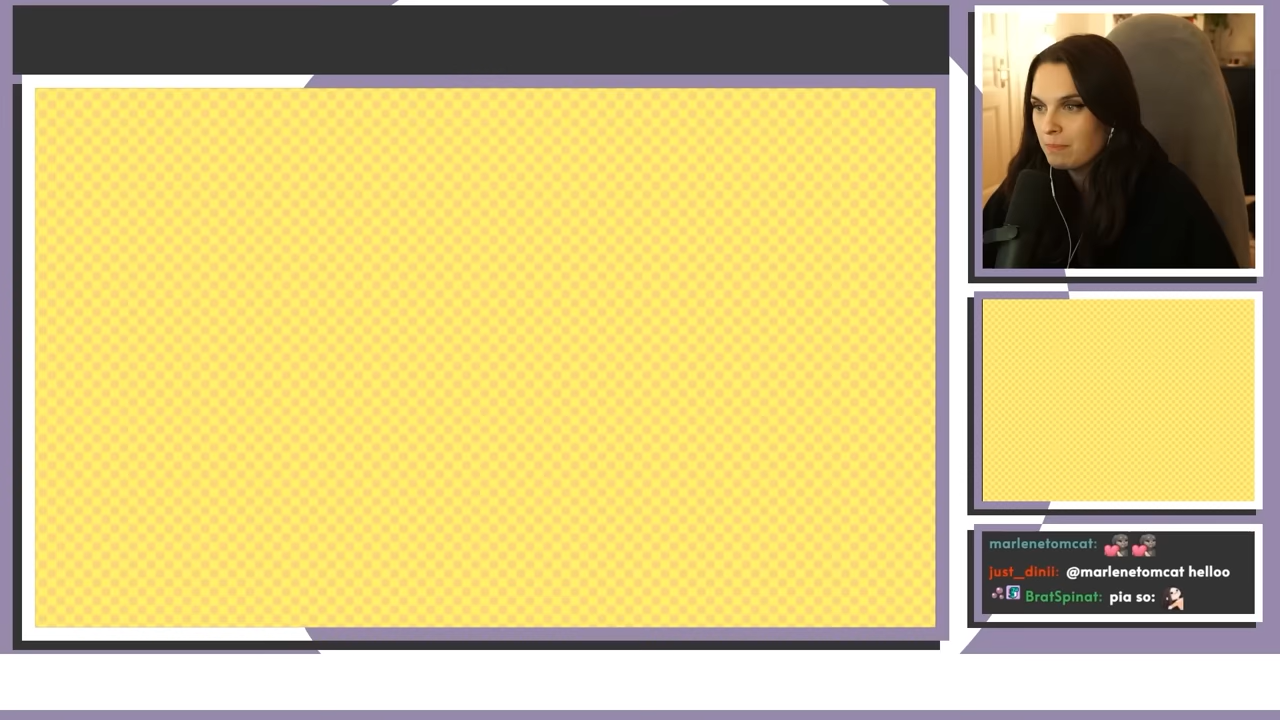 marlenetomcat:
just_dinii: @marlenetomcat helloo
BratSpinat: pia so: